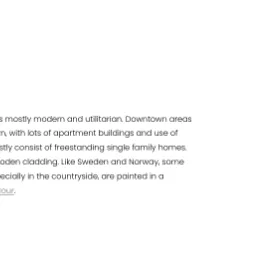 s mostly modern and utilitarian. Downtown areas
n, with lots of apartment buildings and use of
stly consist of freestanding single family homes.
oden cladding. Like Sweden and Norway, some
ecially in the countryside, are painted in a
our.